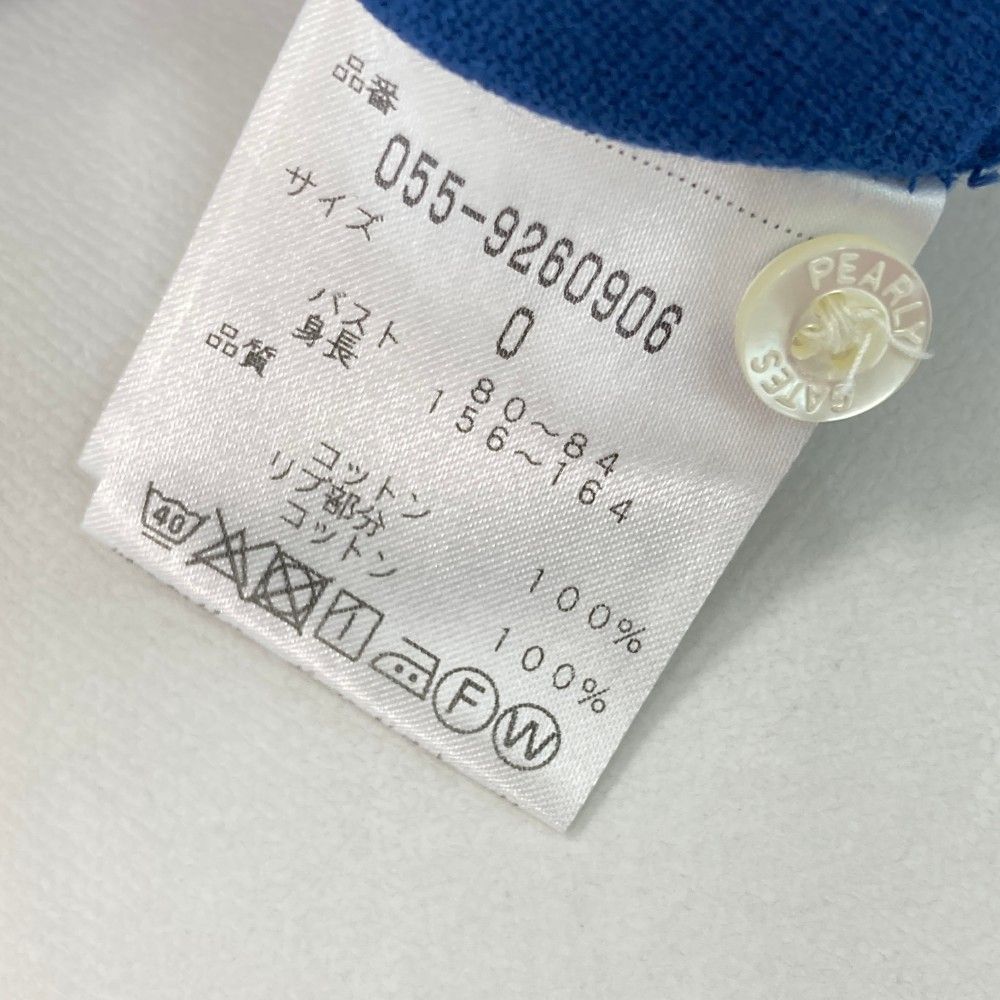 品番
055-9260906
サイズ 0
バスト 80～84
身長 156～164
品質
コットン 100%
リブ部分
コットン 100%
40
F W
PEARLY GATES